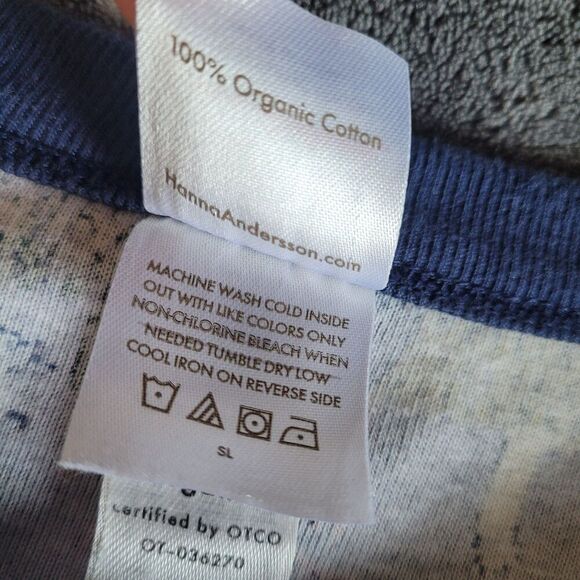 100% Organic Cotton
HannaAndersson.com
MACHINE WASH COLD INSIDE
OUT WITH LIKE COLORS ONLY
NON-CHLORINE BLEACH WHEN
NEEDED TUMBLE DRY LOW
COOL IRON ON REVERSE SIDE
SL
certified by OTCO
OT-036270